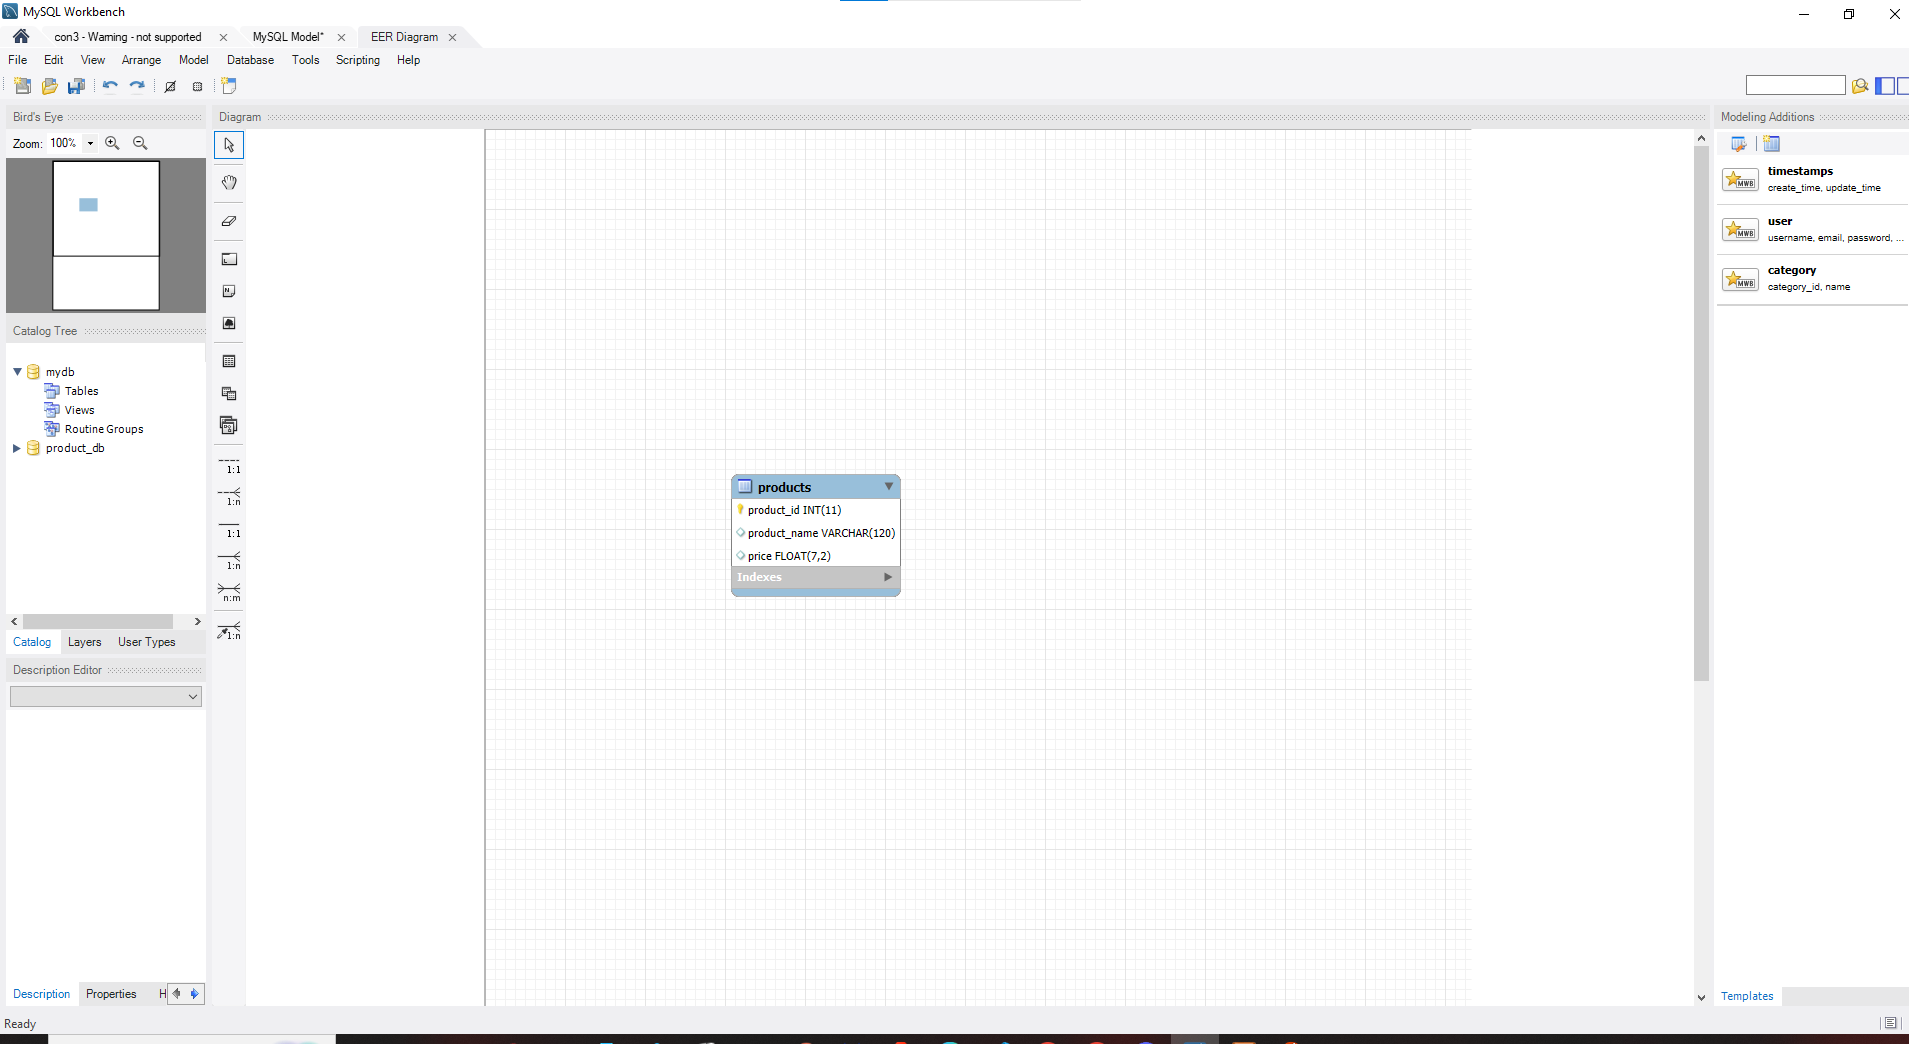 MySQL Workbench
con3 - Warning - not supported
MySQL Model*
EER Diagram
File Edit View Arrange Model Database Tools Scripting Help
Bird's Eye
Zoom: 100%
Catalog Tree
mydb
Tables
Views
Routine Groups
product_db
Catalog Layers User Types
Description Editor
Description Properties H
Ready
Diagram
1:1
1:n
1:1
1:n
n:m
1:n
products
product_id INT(11)
product_name VARCHAR(120)
price FLOAT(7,2)
Indexes
Modeling Additions
MWB
timestamps
create_time, update_time
MWB
user
username, email, password, ...
MWB
category
category_id, name
Templates